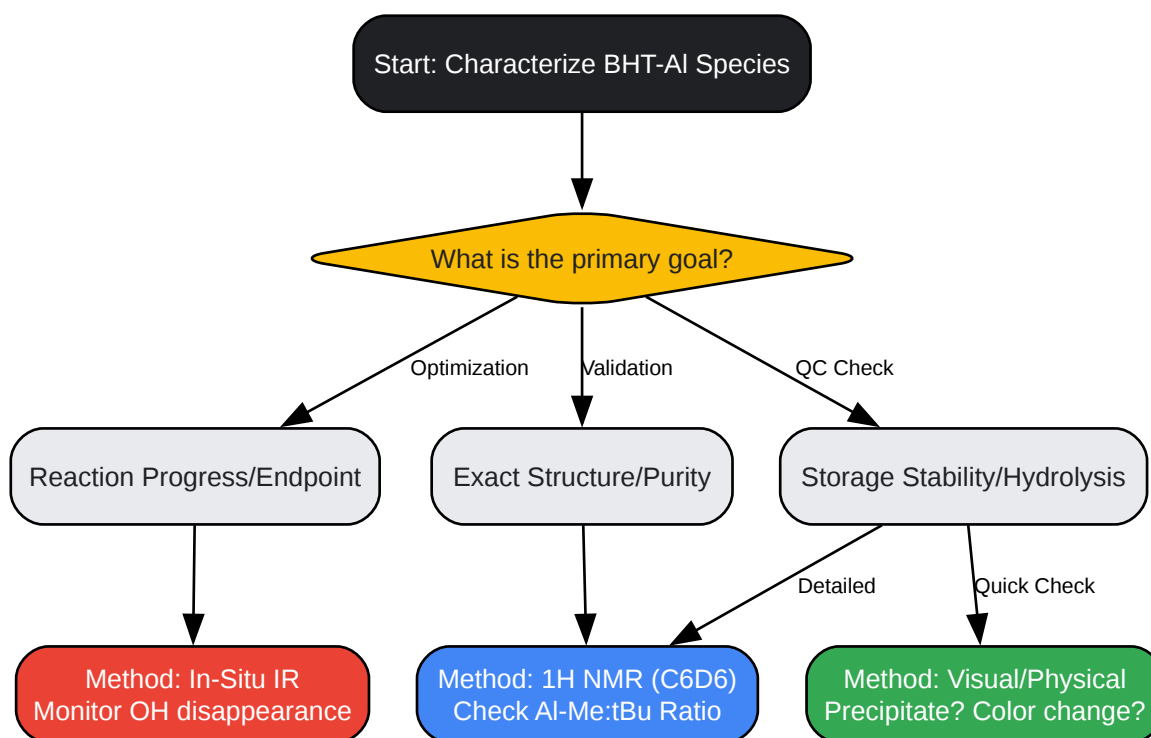 Start: Characterize BHT-Al Species
What is the primary goal?
Optimization
Validation
QC Check
Reaction Progress/Endpoint
Exact Structure/Purity
Storage Stability/Hydrolysis
Detailed
Quick Check
Method: In-Situ IR
Monitor OH disappearance
Method: 1H NMR (C6D6)
Check Al-Me:tBu Ratio
Method: Visual/Physical
Precipitate? Color change?